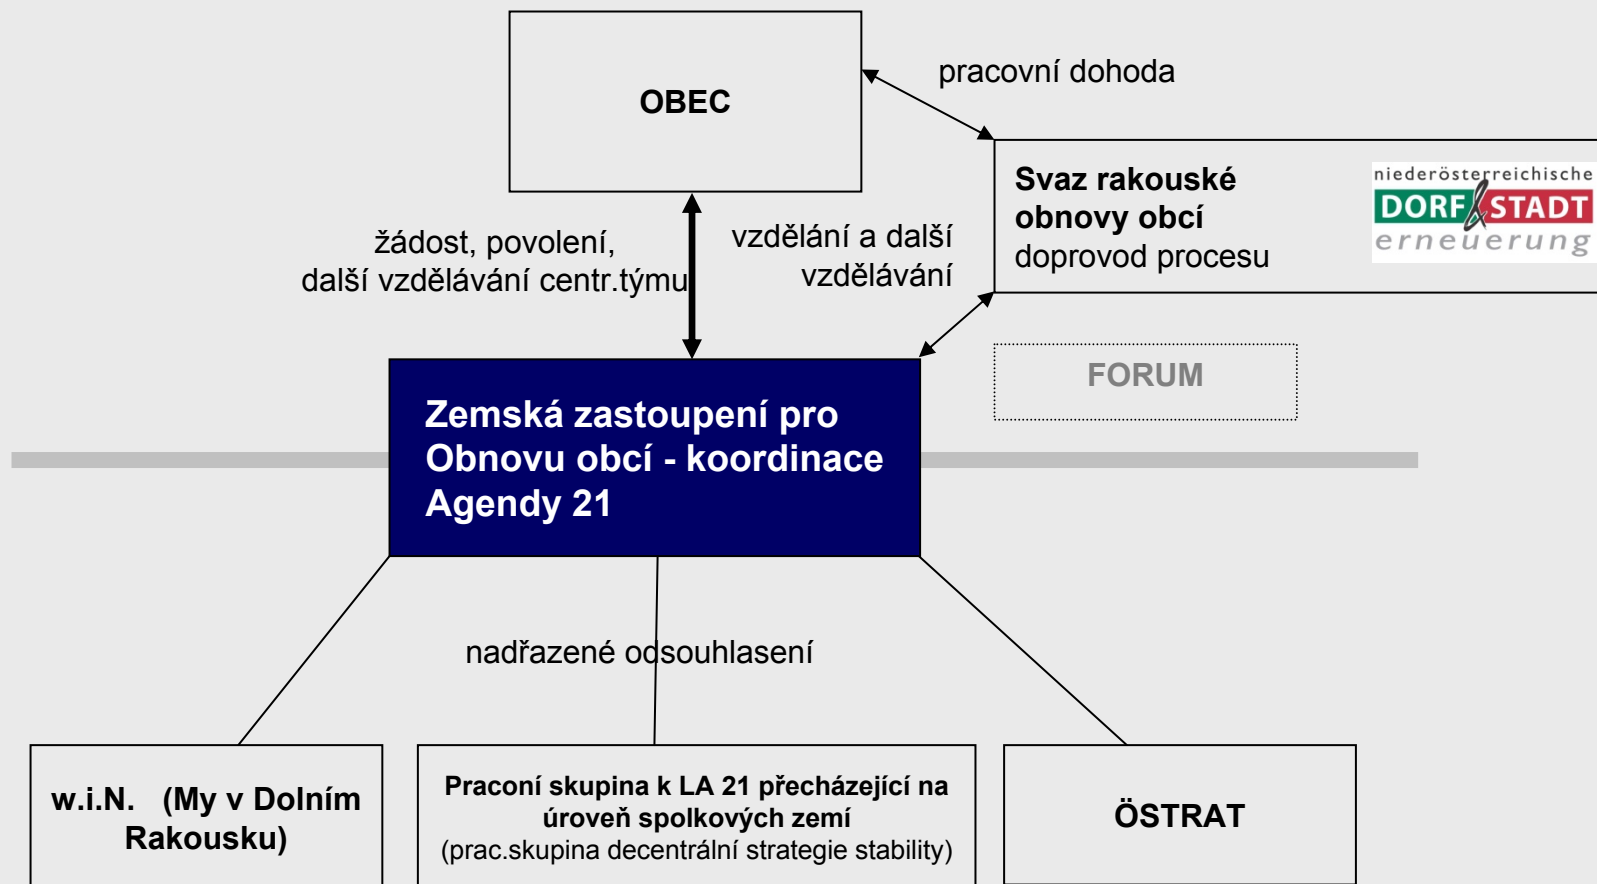 OBEC
pracovní dohoda
Svaz rakouské
obnovy obcí
doprovod procesu
niederösterreichische
DORF&STADT
erneuerung
žádost, povolení,
další vzdělávání centr.týmu
vzdělání a další
vzdělávání
FORUM
Zemská zastoupení pro
Obnovu obcí - koordinace
Agendy 21
nadřazené odsouhlasení
w.i.N. (My v Dolním
Rakousku)
Praconí skupina k LA 21 přecházející na
úroveň spolkových zemí
(prac.skupina decentrální strategie stability)
ÖSTRAT